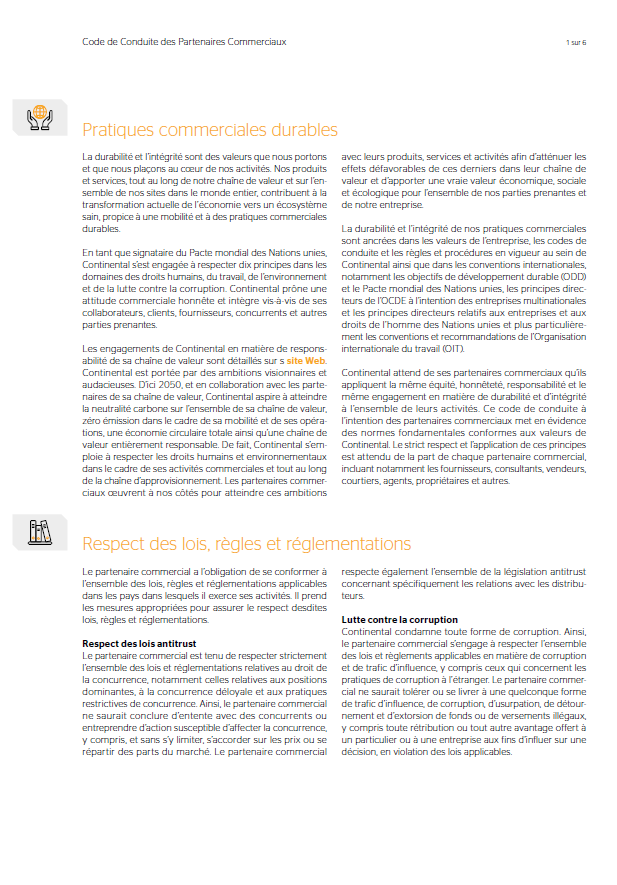 Code de Conduite des Partenaires Commerciaux
1 sur 6
Pratiques commerciales durables
La durabilité et l'intégrité sont des valeurs que nous portons
et que nous plaçons au cœur de nos activités. Nos produits
et services, tout au long de notre chaîne de valeur et sur l'en-
semble de nos sites dans le monde entier, contribuent à la
transformation actuelle de l'économie vers un écosystème
sain, propice à une mobilité et à des pratiques commerciales
durables.
En tant que signataire du Pacte mondial des Nations unies,
Continental s'est engagée à respecter dix principes dans les
domaines des droits humains, du travail, de l'environnement
et de la lutte contre la corruption. Continental prône une
attitude commerciale honnête et intègre vis-à-vis de ses
collaborateurs, clients, fournisseurs, concurrents et autres
parties prenantes.
Les engagements de Continental en matière de respons-
abilité de sa chaîne de valeur sont détaillés sur s site Web.
Continental est portée par des ambitions visionnaires et
audacieuses. D'ici 2050, et en collaboration avec les parte-
naires de sa chaîne de valeur, Continental aspire à atteindre
la neutralité carbone sur l'ensemble de sa chaîne de valeur,
zéro émission dans le cadre de sa mobilité et de ses opéra-
tions, une économie circulaire totale ainsi qu'une chaîne de
valeur entièrement responsable. De fait, Continental s'em-
ploie à respecter les droits humains et environnementaux
dans le cadre de ses activités commerciales et tout au long
de la chaîne d'approvisionnement. Les partenaires commer-
ciaux œuvrent à nos côtés pour atteindre ces ambitions
avec leurs produits, services et activités afin d'atténuer les
effets défavorables de ces derniers dans leur chaîne de
valeur et d'apporter une vraie valeur économique, sociale
et écologique pour l'ensemble de nos parties prenantes et
de notre entreprise.
La durabilité et l'intégrité de nos pratiques commerciales
sont ancrées dans les valeurs de l'entreprise, les codes de
conduite et les règles et procédures en vigueur au sein de
Continental ainsi que dans les conventions internationales,
notamment les objectifs de développement durable (ODD)
et le Pacte mondial des Nations unies, les principes direc-
teurs de l'OCDE à l'intention des entreprises multinationales
et les principes directeurs relatifs aux entreprises et aux
droits de l'homme des Nations unies et plus particulière-
ment les conventions et recommandations de l'Organisation
internationale du travail (OIT).
Continental attend de ses partenaires commerciaux qu'ils
appliquent la même équité, honnêteté, responsabilité et le
même engagement en matière de durabilité et d'intégrité
à l'ensemble de leurs activités. Ce code de conduite à
l'intention des partenaires commerciaux met en évidence
des normes fondamentales conformes aux valeurs de
Continental. Le strict respect et l'application de ces principes
est attendu de la part de chaque partenaire commercial,
incluant notamment les fournisseurs, consultants, vendeurs,
courtiers, agents, propriétaires et autres.
Respect des lois, règles et réglementations
Le partenaire commercial a l'obligation de se conformer à
l'ensemble des lois, règles et réglementations applicables
dans les pays dans lesquels il exerce ses activités. Il prend
les mesures appropriées pour assurer le respect desdites
lois, règles et réglementations.
Respect des lois antitrust
Le partenaire commercial est tenu de respecter strictement
l'ensemble des lois et réglementations relatives au droit de
la concurrence, notamment celles relatives aux positions
dominantes, à la concurrence déloyale et aux pratiques
restrictives de concurrence. Ainsi, le partenaire commercial
ne saurait conclure d'entente avec des concurrents ou
entreprendre d'action susceptible d'affecter la concurrence,
y compris, et sans s'y limiter, s'accorder sur les prix ou se
répartir des parts du marché. Le partenaire commercial
respecte également l'ensemble de la législation antitrust
concernant spécifiquement les relations avec les distribu-
teurs.
Lutte contre la corruption
Continental condamne toute forme de corruption. Ainsi,
le partenaire commercial s'engage à respecter l'ensemble
des lois et règlements applicables en matière de corruption
et de trafic d'influence, y compris ceux qui concernent les
pratiques de corruption à l'étranger. Le partenaire commer-
cial ne saurait tolérer ou se livrer à une quelconque forme
de trafic d'influence, de corruption, d'usurpation, de détour-
nement et d'extorsion de fonds ou de versements illégaux,
y compris toute rétribution ou tout autre avantage offert à
un particulier ou à une entreprise aux fins d'influer sur une
décision, en violation des lois applicables.